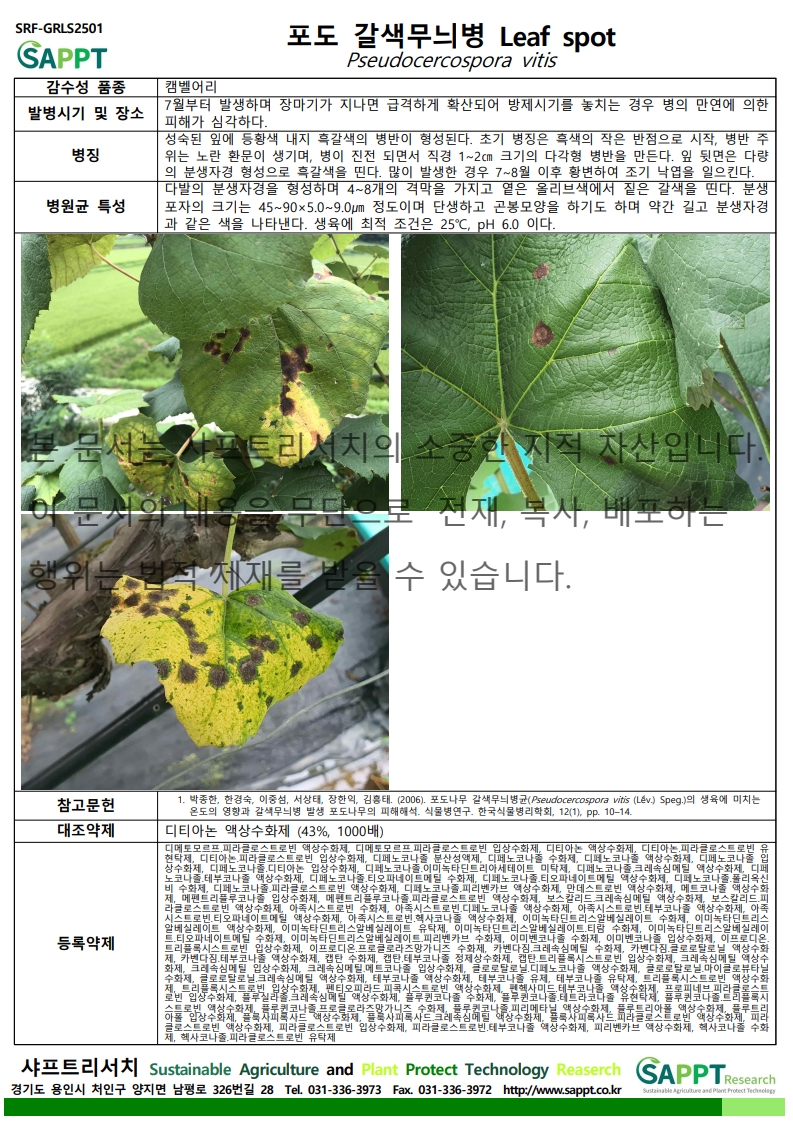 SRF-GRLS2501
SAPPT
포도 갈색무늬병 Leaf spot
Pseudocercospora vitis
감수성 품종
캠벨어리
발병시기 및 장소
7월부터 발생하며 장마기가 지나면 급격하게 확산되어 방제시기를 놓치는 경우 병의 만연에 의한
피해가 심각하다.
병징
성숙된 잎에 등황색 내지 흑갈색의 병반이 형성된다. 초기 병징은 흑색의 작은 반점으로 시작, 병반 주
위는 노란 환문이 생기며, 병이 진전 되면서 직경 1~2㎝ 크기의 다각형 병반을 만든다. 잎 뒷면은 다량
의 분생자경 형성으로 흑갈색을 띤다. 많이 발생한 경우 7~8월 이후 황변하여 조기 낙엽을 일으킨다.
병원균 특성
다발의 분생자경을 형성하며 4~8개의 격막을 가지고 옅은 올리브색에서 짙은 갈색을 띤다. 분생
포자의 크기는 45~90×5.0~9.0㎛ 정도이며 단생하고 곤봉모양을 하기도 하며 약간 길고 분생자경
과 같은 색을 나타낸다. 생육에 최적 조건은 25℃, pH 6.0 이다.
본 문서는 샤프트리서치의 소중한 지적 자산입니다.
이 문서의 내용을 무단으로 전재, 복사, 배포하는
행위는 법적 제재를 받을 수 있습니다.
참고문헌
1. 박종한, 한경숙, 이중섬, 서상태, 장한익, 김흥태. (2006). 포도나무 갈색무늬병균(Pseudocercospora vitis (Lév.) Speg.)의 생육에 미치는
온도의 영향과 갈색무늬병 발생 포도나무의 피해해석. 식물병연구. 한국식물병리학회, 12(1), pp. 10–14.
대조약제
디티아논 액상수화제 (43%, 1000배)
등록약제
디메토모르프.피라클로스트로빈 액상수화제, 디메토모르프.피라클로스트로빈 입상수화제, 디티아논 액상수화제, 디티아논.피라클로스트로빈 유
현탁제, 디티아논.피라클로스트로빈 입상수화제, 디페노코나졸 분산성액제, 디페노코나졸 수화제, 디페노코나졸 액상수화제, 디페노코나졸 입
상수화제, 디페노코나졸.디티아논 입상수화제, 디페노코나졸.이미녹타딘트리아세테이트 미탁제, 디페노코나졸.크레속심메틸 액상수화제, 디페
노코나졸.테부코나졸 액상수화제, 디페노코나졸.티오파네이트메틸 수화제, 디페노코나졸.티오파네이트메틸 액상수화제, 디페노코나졸.폴리옥신
비 수화제, 디페노코나졸.피라클로스트로빈 액상수화제, 디페노코나졸.피리벤카브 액상수화제, 만데스트로빈 액상수화제, 메트코나졸 액상수화
제, 메펜트리플루코나졸 입상수화제, 메펜트리플루코나졸.피라클로스트로빈 액상수화제, 보스칼리드.크레속심메틸 액상수화제, 보스칼리드.피
라클로스트로빈 액상수화제, 아족시스트로빈 수화제, 아족시스트로빈.디페노코나졸 액상수화제, 아족시스트로빈.테부코나졸 액상수화제, 아족
시스트로빈.티오파네이트메틸 액상수화제, 아족시스트로빈.헥사코나졸 액상수화제, 이미녹타딘트리스알베실레이트 수화제, 이미녹타딘트리스
알베실레이트 액상수화제, 이미녹타딘트리스알베실레이트 유탁제, 이미녹타딘트리스알베실레이트.티람 수화제, 이미녹타딘트리스알베실레이
트.티오파네이트메틸 수화제, 이미녹타딘트리스알베실레이트.피리벤카브 수화제, 이미벤코나졸 수화제, 이미벤코나졸 입상수화제, 이프로디온.
트리플록시스트로빈 입상수화제, 이프로디온.프로클로라즈망가니즈 수화제, 카벤다짐.크레속심메틸 수화제, 카벤다짐.클로로탈로닐 액상수화
제, 카벤다짐.테부코나졸 액상수화제, 캡탄 수화제, 캡탄.테부코나졸 정제상수화제, 캡탄.트리플록시스트로빈 입상수화제, 크레속심메틸 액상수
화제, 크레속심메틸 입상수화제, 크레속심메틸.메트코나졸 입상수화제, 클로로탈로닐.디페노코나졸 액상수화제, 클로로탈로닐.마이클로뷰타닐
수화제, 클로로탈로닐.크레속심메틸 액상수화제, 테부코나졸 액상수화제, 테부코나졸 유제, 테부코나졸 유탁제, 트리플록시스트로빈 액상수화
제, 트리플록시스트로빈 입상수화제, 펜티오피라드.피콕시스트로빈 액상수화제, 펜헥사미드.테부코나졸 액상수화제, 프로피네브.피라클로스트
로빈 입상수화제, 플루실라졸.크레속심메틸 액상수화제, 플루퀸코나졸 수화제, 플루퀸코나졸.테트라코나졸 유현탁제, 플루퀸코나졸.트리플록시
스트로빈 액상수화제, 플루퀸코나졸.프로클로라즈망가니즈 수화제, 플루퀸코나졸.피리메타닐 액상수화제, 플루트리아폴 액상수화제, 플루트리
아폴 입상수화제, 플룩사피록사드 액상수화제, 플룩사피록사드.크레속심메틸 액상수화제, 플룩사피록사드.피라클로스트로빈 액상수화제, 피라
클로스트로빈 액상수화제, 피라클로스트로빈 입상수화제, 피라클로스트로빈.테부코나졸 액상수화제, 피리벤카브 액상수화제, 헥사코나졸 수화
제, 헥사코나졸.피라클로스트로빈 유탁제
샤프트리서치 Sustainable Agriculture and Plant Protect Technology Reaserch
경기도 용인시 처인구 양지면 남평로 326번길 28 Tel. 031-336-3973 Fax. 031-336-3972 http://www.sappt.co.kr
SAPPT Research
Sustainable Agriculture and Plant Protect Technology